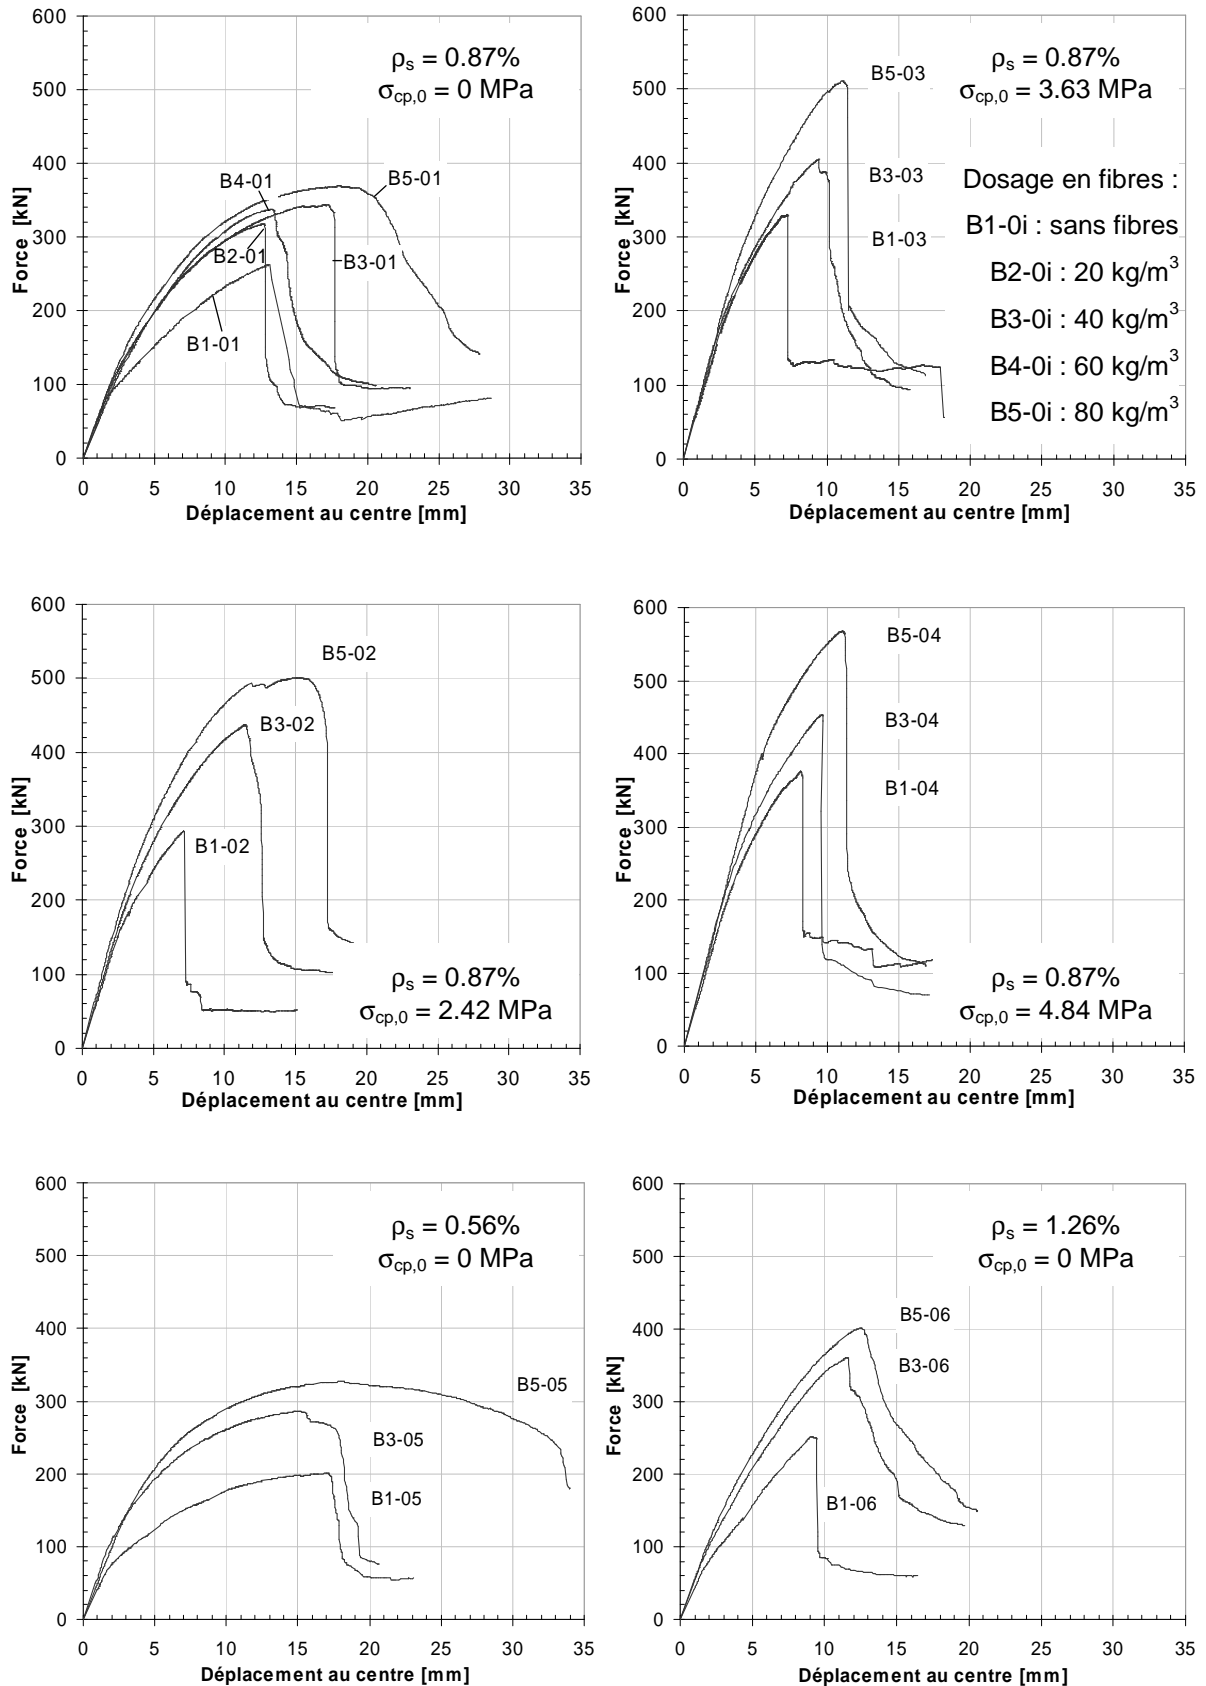 600
500
400
300
200
100
0
0 5 10 15 20 25 30 35
Force [kN]
Déplacement au centre [mm]
ρs = 0.87%
σcp,0 = 0 MPa
B4-01
B5-01
B2-01
B3-01
B1-01
600
500
400
300
200
100
0
0 5 10 15 20 25 30 35
Force [kN]
Déplacement au centre [mm]
B5-03
B3-03
B1-03
ρs = 0.87%
σcp,0 = 3.63 MPa
Dosage en fibres :
B1-0i : sans fibres
B2-0i : 20 kg/m³
B3-0i : 40 kg/m³
B4-0i : 60 kg/m³
B5-0i : 80 kg/m³
600
500
400
300
200
100
0
0 5 10 15 20 25 30 35
Force [kN]
Déplacement au centre [mm]
B5-02
B3-02
B1-02
ρs = 0.87%
σcp,0 = 2.42 MPa
600
500
400
300
200
100
0
0 5 10 15 20 25 30 35
Force [kN]
Déplacement au centre [mm]
B5-04
B3-04
B1-04
ρs = 0.87%
σcp,0 = 4.84 MPa
600
500
400
300
200
100
0
0 5 10 15 20 25 30 35
Force [kN]
Déplacement au centre [mm]
ρs = 0.56%
σcp,0 = 0 MPa
B5-05
B3-05
B1-05
600
500
400
300
200
100
0
0 5 10 15 20 25 30 35
Force [kN]
Déplacement au centre [mm]
ρs = 1.26%
σcp,0 = 0 MPa
B5-06
B3-06
B1-06